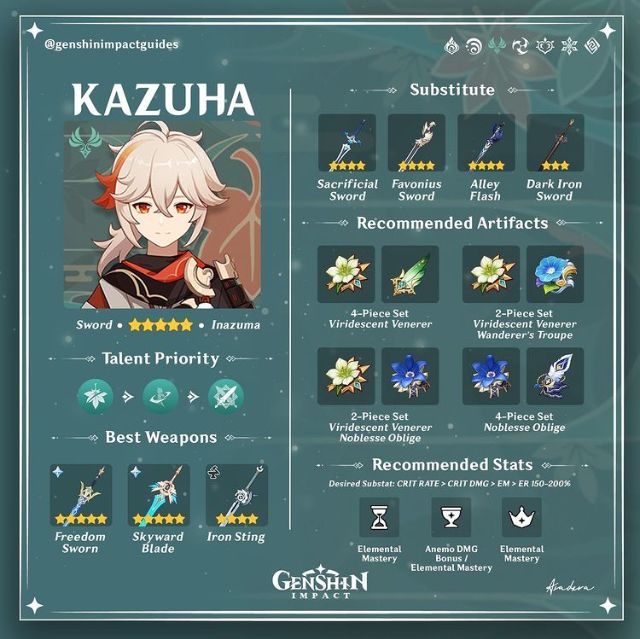 @genshinimpactguides
KAZUHA
Sword • • Inazuma
Talent Priority
Best Weapons
Freedom
Sworn
Skyward
Blade
Iron Sting
Substitute
Sacrificial
Sword
Favonius
Sword
Alley
Flash
Dark Iron
Sword
Recommended Artifacts
4-Piece Set
Viridescent Venerer
2-Piece Set
Viridescent Venerer
Wanderer's Troupe
2-Piece Set
Viridescent Venerer
Noblesse Oblige
4-Piece Set
Noblesse Oblige
Recommended Stats
Desired Substat: CRIT RATE > CRIT DMG > EM > ER 150-200%
Elemental
Mastery
Anemo DMG
Bonus /
Elemental Mastery
Elemental
Mastery
GENSHIN
IMPACT